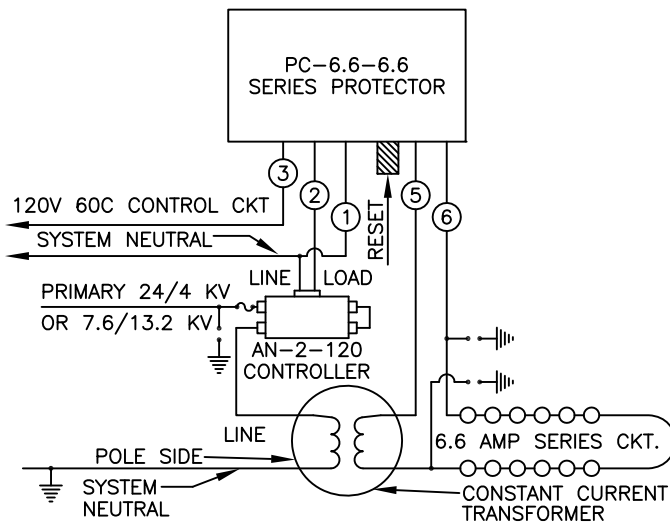 PC-6.6-6.6
SERIES PROTECTOR
3
2
1
5
6
120V 60C CONTROL CKT
SYSTEM NEUTRAL
RESET
LINE LOAD
PRIMARY 24/4 KV
OR 7.6/13.2 KV
AN-2-120
CONTROLLER
LINE
6.6 AMP SERIES CKT.
POLE SIDE
SYSTEM
NEUTRAL
CONSTANT CURRENT
TRANSFORMER